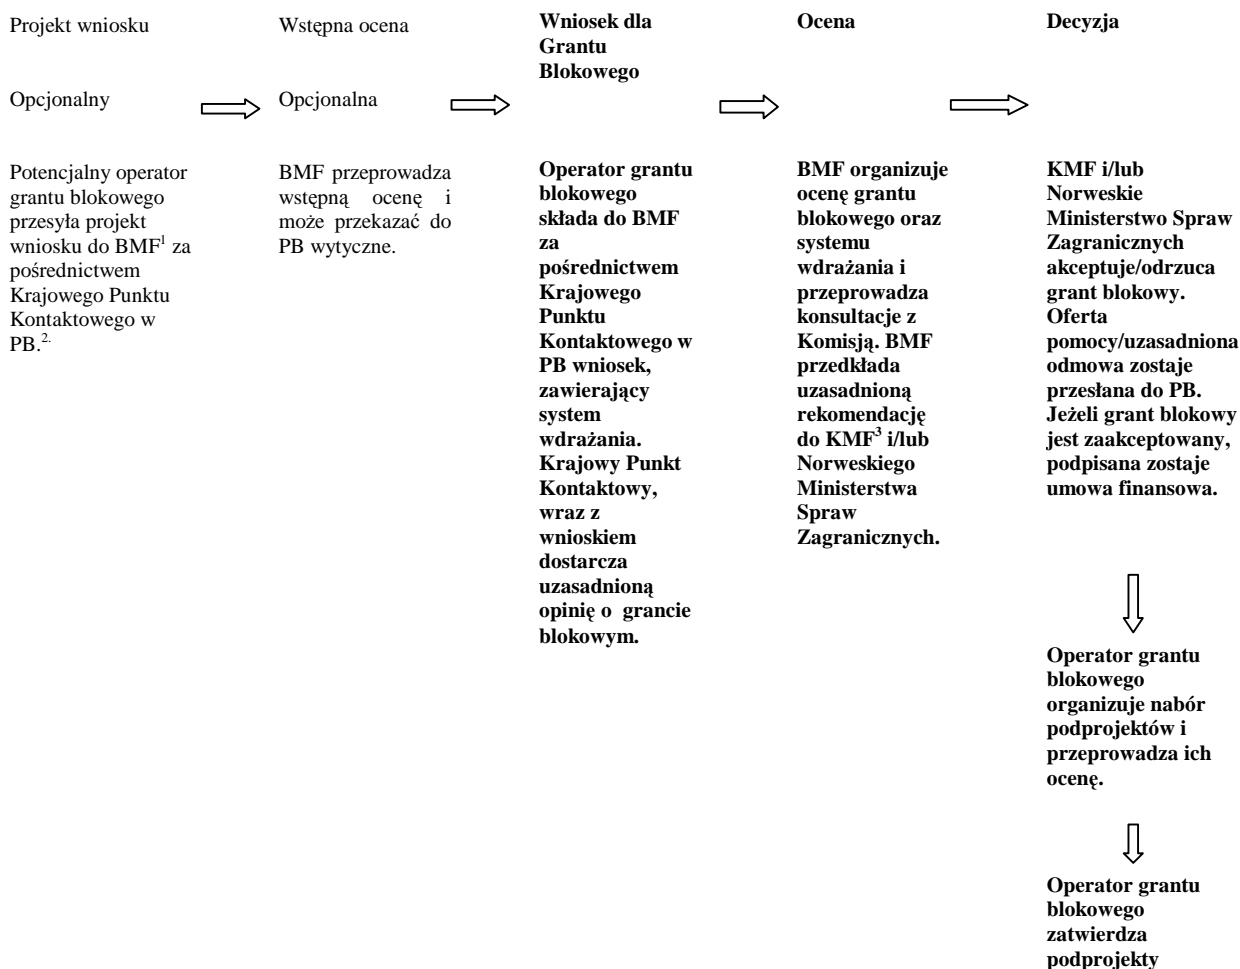 Projekt wniosku
Opcjonalny
Potencjalny operator
grantu blokowego
przesyła projekt
wniosku do BMF1 za
pośrednictwem
Krajowego Punktu
Kontaktowego w
PB.2.
Wstępna ocena
Opcjonalna
BMF przeprowadza
wstępną ocenę i
może przekazać do
PB wytyczne.
Wniosek dla
Grantu
Blokowego
Operator grantu
blokowego
składa do BMF
za
pośrednictwem
Krajowego
Punktu
Kontaktowego w
PB wniosek,
zawierający
system
wdrażania.
Krajowy Punkt
Kontaktowy,
wraz z
wnioskiem
dostarcza
uzasadnioną
opinię o grancie
blokowym.
Ocena
BMF organizuje
ocenę grantu
blokowego oraz
systemu
wdrażania i
przeprowadza
konsultacje z
Komisją. BMF
przedkłada
uzasadnioną
rekomendację
do KMF3 i/lub
Norweskiego
Ministerstwa
Spraw
Zagranicznych.
Decyzja
KMF i/lub
Norweskie
Ministerstwo Spraw
Zagranicznych
akceptuje/odrzuca
grant blokowy.
Oferta
pomocy/uzasadniona
odmowa zostaje
przesłana do PB.
Jeżeli grant blokowy
jest zaakceptowany,
podpisana zostaje
umowa finansowa.
Operator grantu
blokowego
organizuje nabór
podprojektów i
przeprowadza ich
ocenę.
Operator grantu
blokowego
zatwierdza
podprojekty